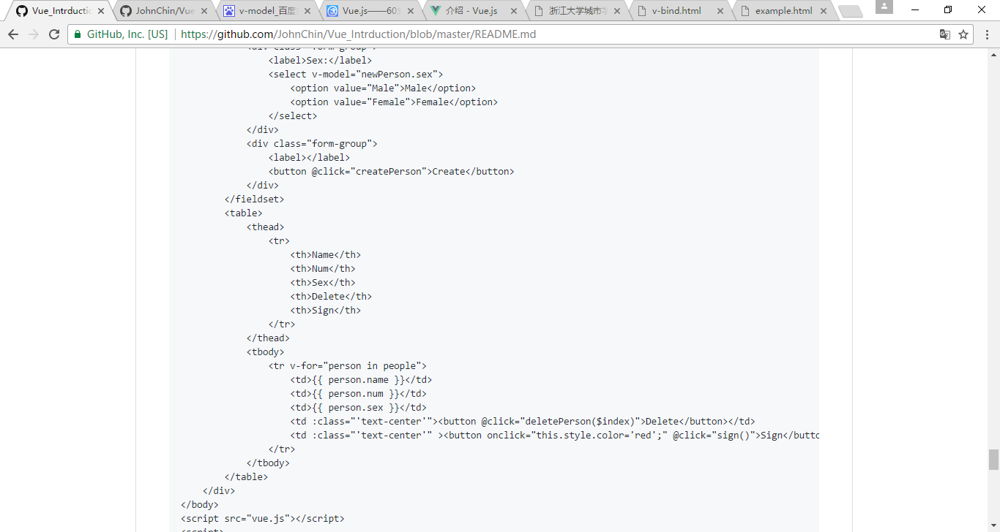 Vue_Intrductic
JohnChin/Vue
v-model_百度
Vue.js——60
介绍 - Vue.js
浙江大学城市学
v-bind.html
example.html
GitHub, Inc. [US]
https://github.com/JohnChin/Vue_Intrduction/blob/master/README.md
<div class="form-group">
<label>Sex:</label>
<select v-model="newPerson.sex">
<option value="Male">Male</option>
<option value="Female">Female</option>
</select>
</div>
<div class="form-group">
<label></label>
<button @click="createPerson">Create</button>
</div>
</fieldset>
<table>
<thead>
<tr>
<th>Name</th>
<th>Num</th>
<th>Sex</th>
<th>Delete</th>
<th>Sign</th>
</tr>
</thead>
<tbody>
<tr v-for="person in people">
<td>{{ person.name }}</td>
<td>{{ person.num }}</td>
<td>{{ person.sex }}</td>
<td :class="'text-center'"><button @click="deletePerson($index)">Delete</button></td>
<td :class="'text-center'" ><button onclick="this.style.color='red';" @click="sign()">Sign</butto
</tr>
</tbody>
</table>
</div>
</body>
<script src="vue.js"></script>
<script>